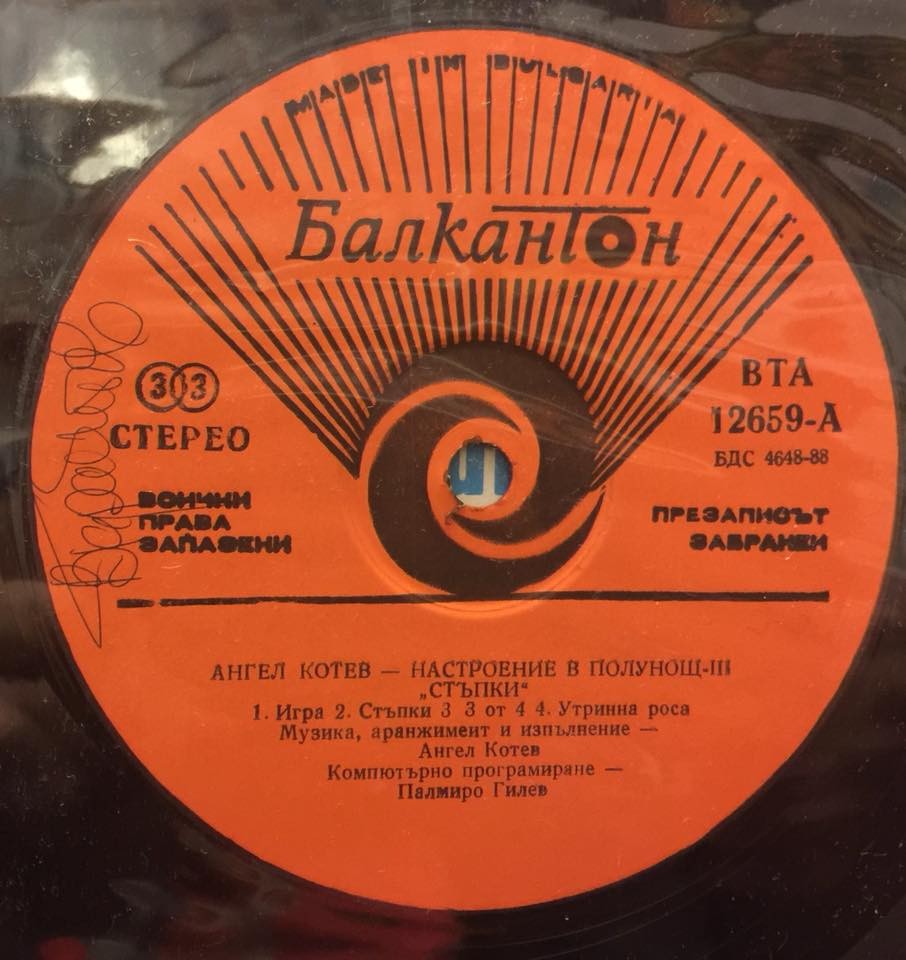 MADE IN BULGARIA
Балкантон
33
СТЕРЕО
ВСИЧКИ
ПРАВА
ЗАПАЗЕНИ
ВТА
12659-А
БДС 4648-88
ПРЕЗАПИСЪТ
ЗАБРАНЕН
АНГЕЛ КОТЕВ — НАСТРОЕНИЕ В ПОЛУНОЩ-III
„СТЪПКИ“
1. Игра 2. Стъпки 3 3 от 4 4. Утринна роса
Музика, аранжимент и изпълнение —
Ангел Котев
Компютърно програмиране —
Палмиро Гилев